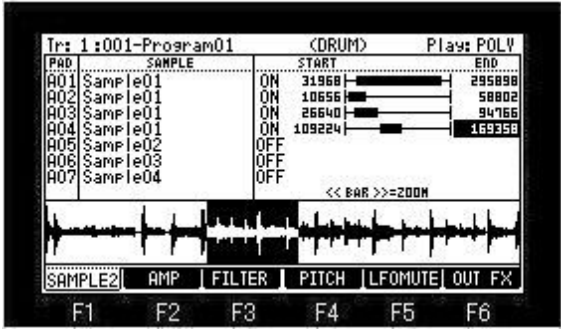 Tr: 1:001-Program01 (DRUM) Play: POLY
PAD SAMPLE START END
A01 Sample01 ON 31968 295898
A02 Sample01 ON 10656 58802
A03 Sample01 ON 26640 94766
A04 Sample01 ON 109224 169358
A05 Sample02 OFF
A06 Sample03 OFF
A07 Sample04 OFF
<< BAR >>=ZOOM
SAMPLE2 AMP FILTER PITCH LFOMUTE OUT FX
F1 F2 F3 F4 F5 F6